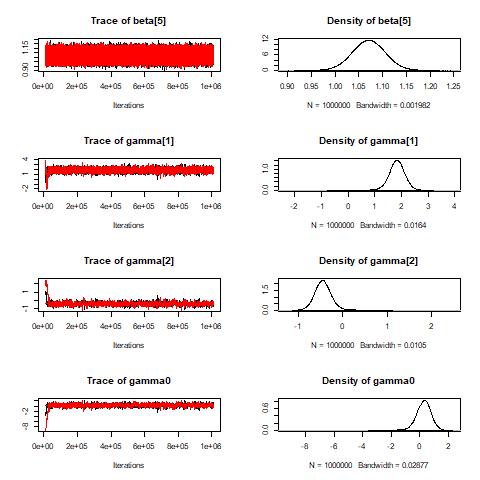 Trace of beta[5]
0.90 1.15
0e+00 2e+05 4e+05 6e+05 8e+05 1e+06
Iterations
Density of beta[5]
0 4 12
0.90 0.95 1.00 1.05 1.10 1.15 1.20 1.25
N = 1000000 Bandwidth = 0.001982
Trace of gamma[1]
-2 1 4
0e+00 2e+05 4e+05 6e+05 8e+05 1e+06
Iterations
Density of gamma[1]
0.0 1.0
-2 -1 0 1 2 3 4
N = 1000000 Bandwidth = 0.0164
Trace of gamma[2]
-1 1
0e+00 2e+05 4e+05 6e+05 8e+05 1e+06
Iterations
Density of gamma[2]
0.0 1.5
-1 0 1 2
N = 1000000 Bandwidth = 0.0105
Trace of gamma0
-8 -2
0e+00 2e+05 4e+05 6e+05 8e+05 1e+06
Iterations
Density of gamma0
0.0 0.6
-8 -6 -4 -2 0 2
N = 1000000 Bandwidth = 0.02877